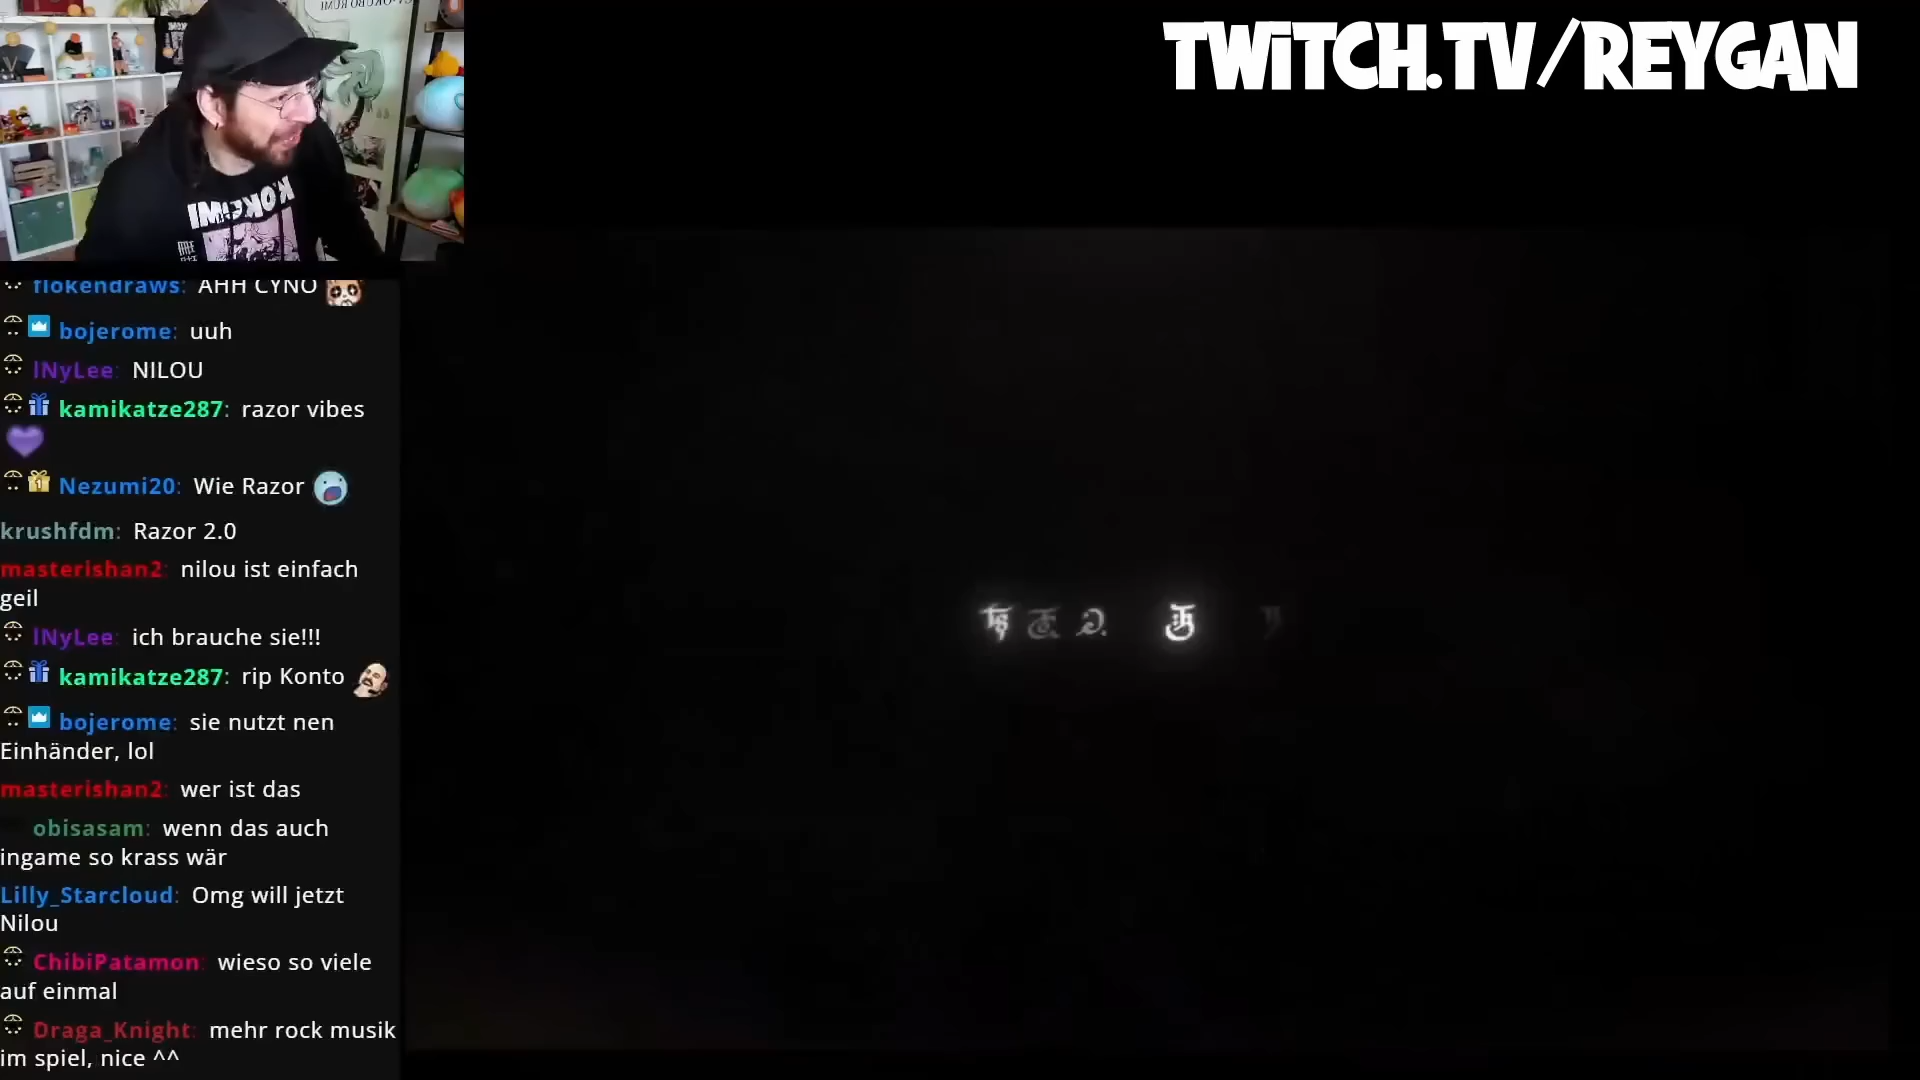 TWITCH.TV/REYGAN
KOKOMI
flokendraws: AHH CYNO
bojerome: uuh
lNyLee: NILOU
kamikatze287: razor vibes
Nezumi20: Wie Razor
krushfdm: Razor 2.0
masterishan2: nilou ist einfach
geil
lNyLee: ich brauche sie!!!
kamikatze287: rip Konto
bojerome: sie nutzt nen
Einhänder, lol
masterishan2: wer ist das
obisasam: wenn das auch
ingame so krass wär
Lilly_Starcloud: Omg will jetzt
Nilou
ChibiPatamon: wieso so viele
auf einmal
Draga_Knight: mehr rock musik
im spiel, nice ^^